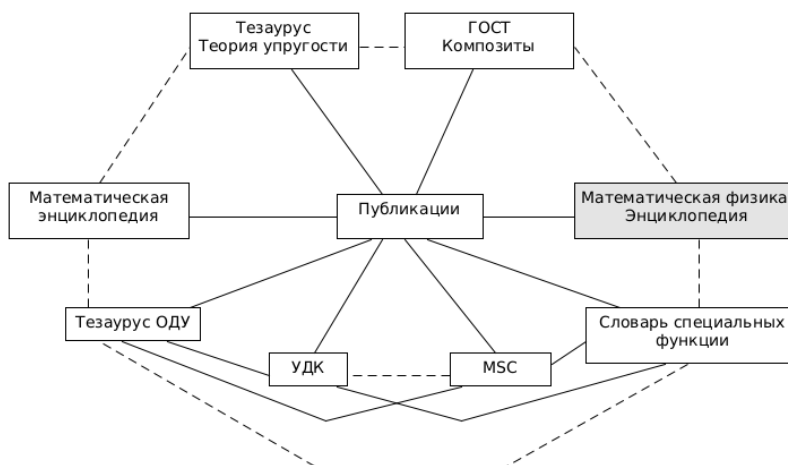 Тезаурус
Теория упругости
ГОСТ
Композиты
Математическая
энциклопедия
Публикации
Математическая физика
Энциклопедия
Тезаурус ОДУ
УДК
MSC
Словарь специальных
функции